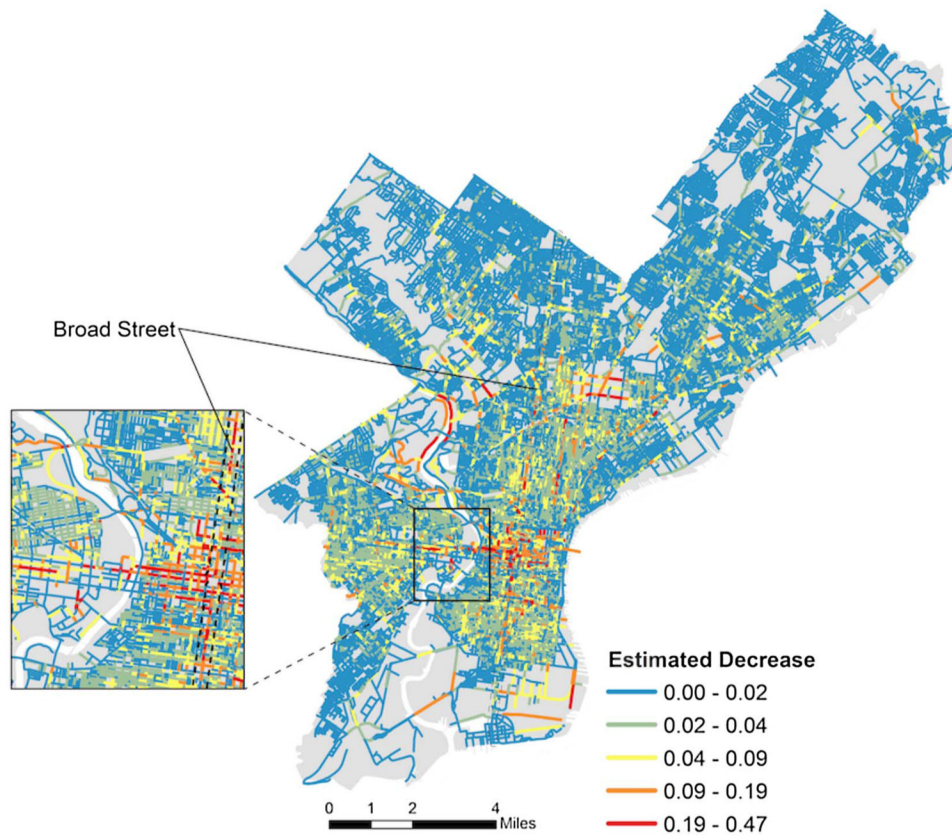 Broad Street
Estimated Decrease
0.00 - 0.02
0.02 - 0.04
0.04 - 0.09
0.09 - 0.19
0.19 - 0.47
0 1 2 4
Miles